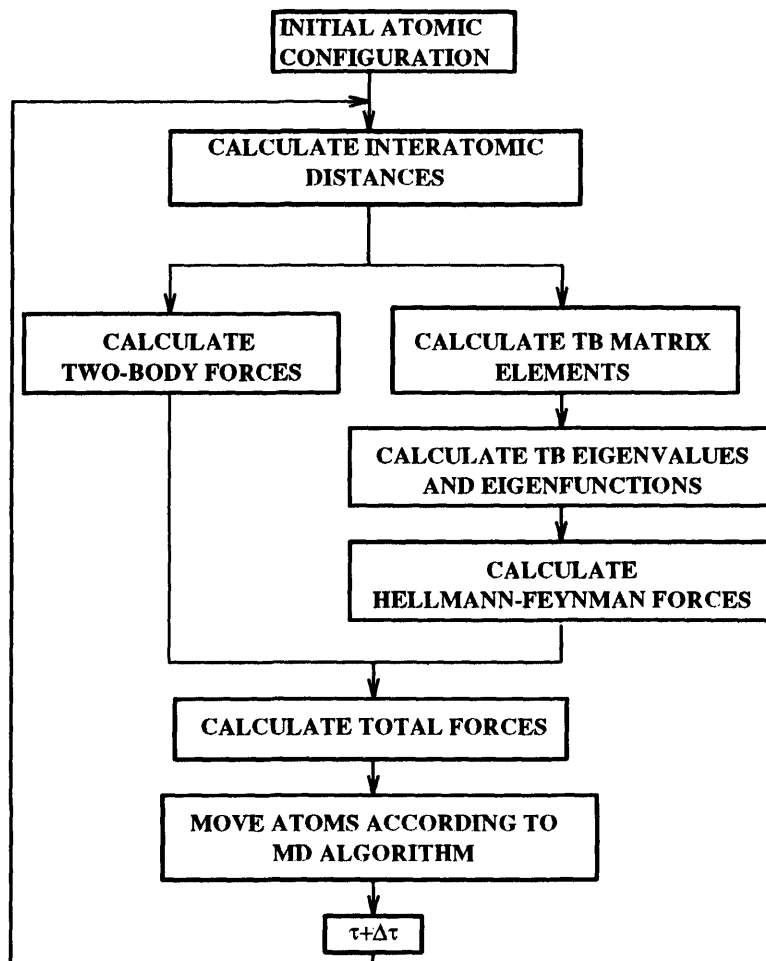 INITIAL ATOMIC
CONFIGURATION
CALCULATE INTERATOMIC
DISTANCES
CALCULATE
TWO-BODY FORCES
CALCULATE TB MATRIX
ELEMENTS
CALCULATE TB EIGENVALUES
AND EIGENFUNCTIONS
CALCULATE
HELLMANN-FEYNMAN FORCES
CALCULATE TOTAL FORCES
MOVE ATOMS ACCORDING TO
MD ALGORITHM
τ+Δτ